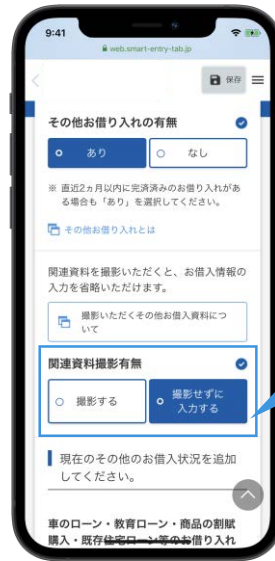 9:41
web.smart-entry-tab.jp
保存
その他お借り入れの有無
あり
なし
※ 直近2ヵ月以内に完済済みのお借り入れがあ
る場合も「あり」を選択してください。
その他お借り入れとは
関連資料を撮影いただくと、お借入情報の
入力を省略いただけます。
撮影いただくその他お借入資料につ
いて
関連資料撮影有無
撮影する
撮影せずに
入力する
現在のその他のお借入状況を追加
してください。
車のローン・教育ローン・商品の割賦
購入・既存住宅ローン等のお借り入れ